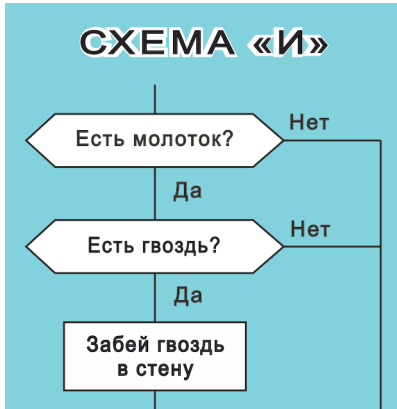 СХЕМА «И»
Есть молоток?
Нет
Да
Есть гвоздь?
Нет
Да
Забей гвоздь
в стену